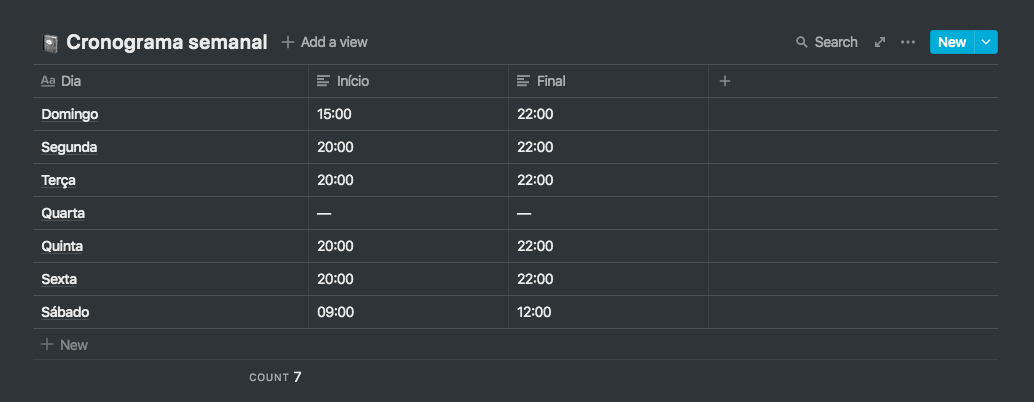 Cronograma semanal + Add a view Search New
Aa Dia Início Final +
Domingo 15:00 22:00
Segunda 20:00 22:00
Terça 20:00 22:00
Quarta — —
Quinta 20:00 22:00
Sexta 20:00 22:00
Sábado 09:00 12:00
+ New
COUNT 7